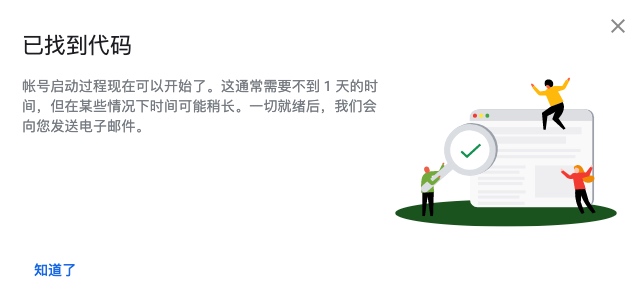 已找到代码
帐号启动过程现在可以开始了。这通常需要不到 1 天的时
间，但在某些情况下时间可能稍长。一切就绪后，我们会
向您发送电子邮件。
知道了